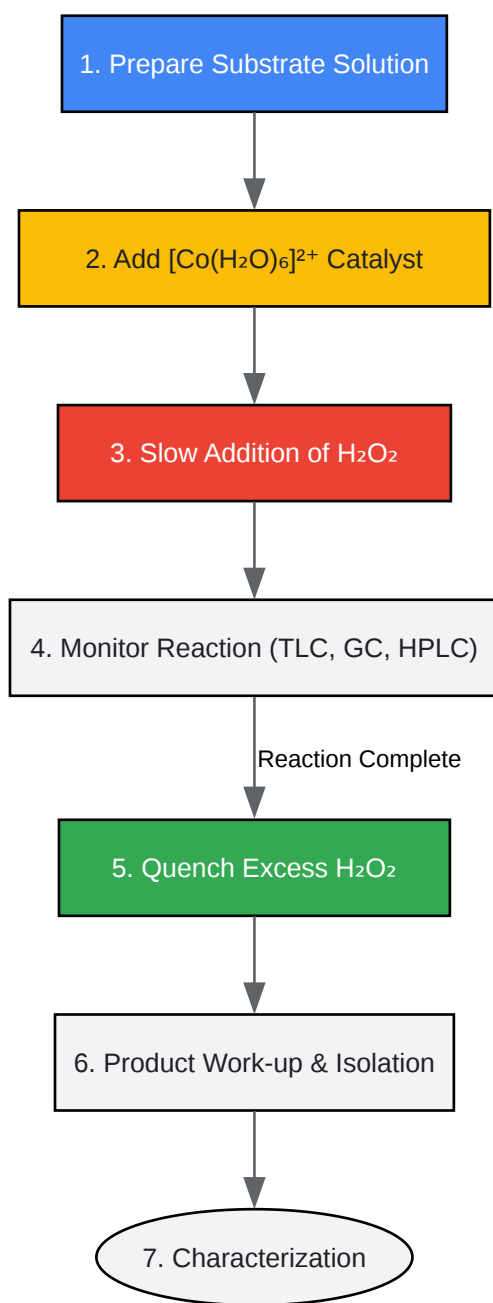 1. Prepare Substrate Solution
2. Add [Co(H₂O)₆]²⁺ Catalyst
3. Slow Addition of H₂O₂
4. Monitor Reaction (TLC, GC, HPLC)
Reaction Complete
5. Quench Excess H₂O₂
6. Product Work-up & Isolation
7. Characterization